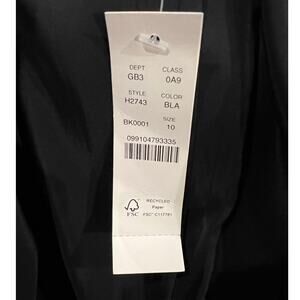 DEPT CLASS
GB3 0A9
STYLE COLOR
H2743 BLA
BK0001 SIZE
10
099104793335
RECYCLED
Paper
FSC
FSC® C117781